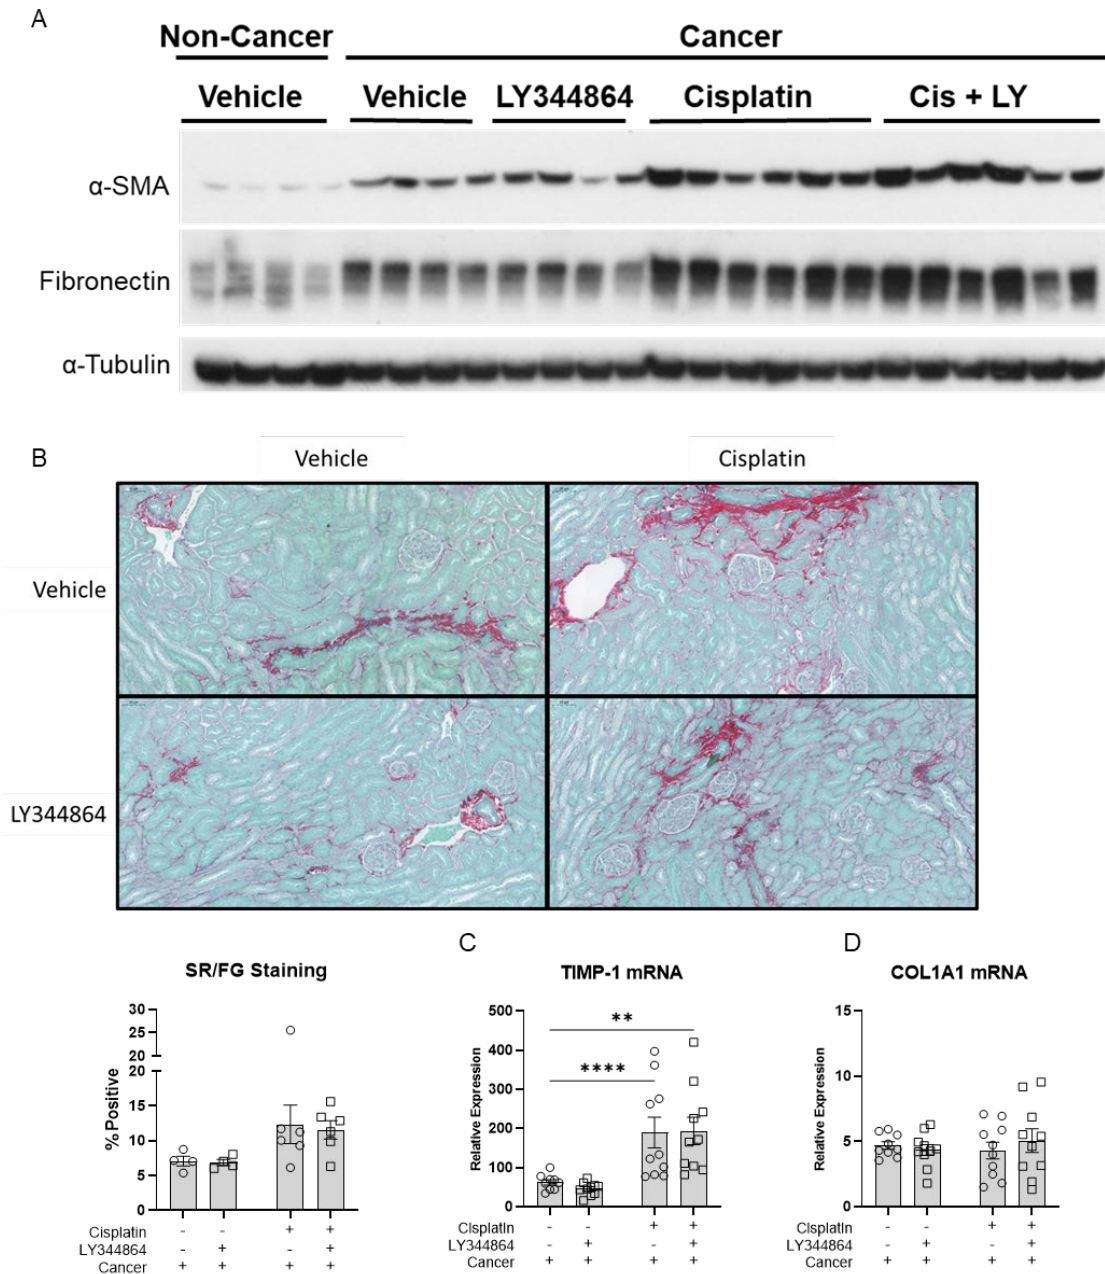 A
Non-Cancer Cancer
Vehicle Vehicle LY344864 Cisplatin Cis + LY
α-SMA
Fibronectin
α-Tubulin
B
Vehicle Cisplatin
Vehicle
LY344864
SR/FG Staining
% Positive
30
25
20
20
15
10
5
0
Cisplatin - - + +
LY344864 - + - +
Cancer + + + +
C
TIMP-1 mRNA
Relative Expression
500
400
300
200
100
0
**
****
Cisplatin - - + +
LY344864 - + - +
Cancer + + + +
D
COL1A1 mRNA
Relative Expression
15
10
5
0
Cisplatin - - + +
LY344864 - + - +
Cancer + + + +